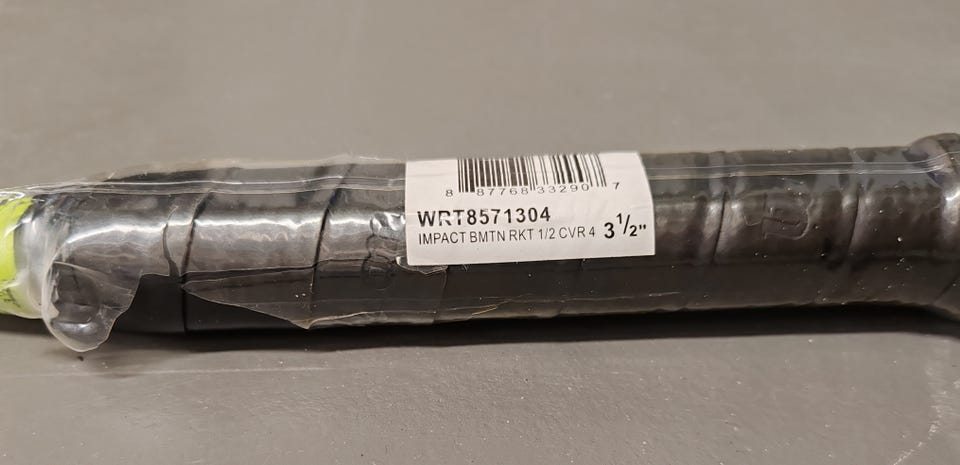 8 87768 33290 7
WRT8571304
IMPACT BMTN RKT 1/2 CVR 4 3 1/2"